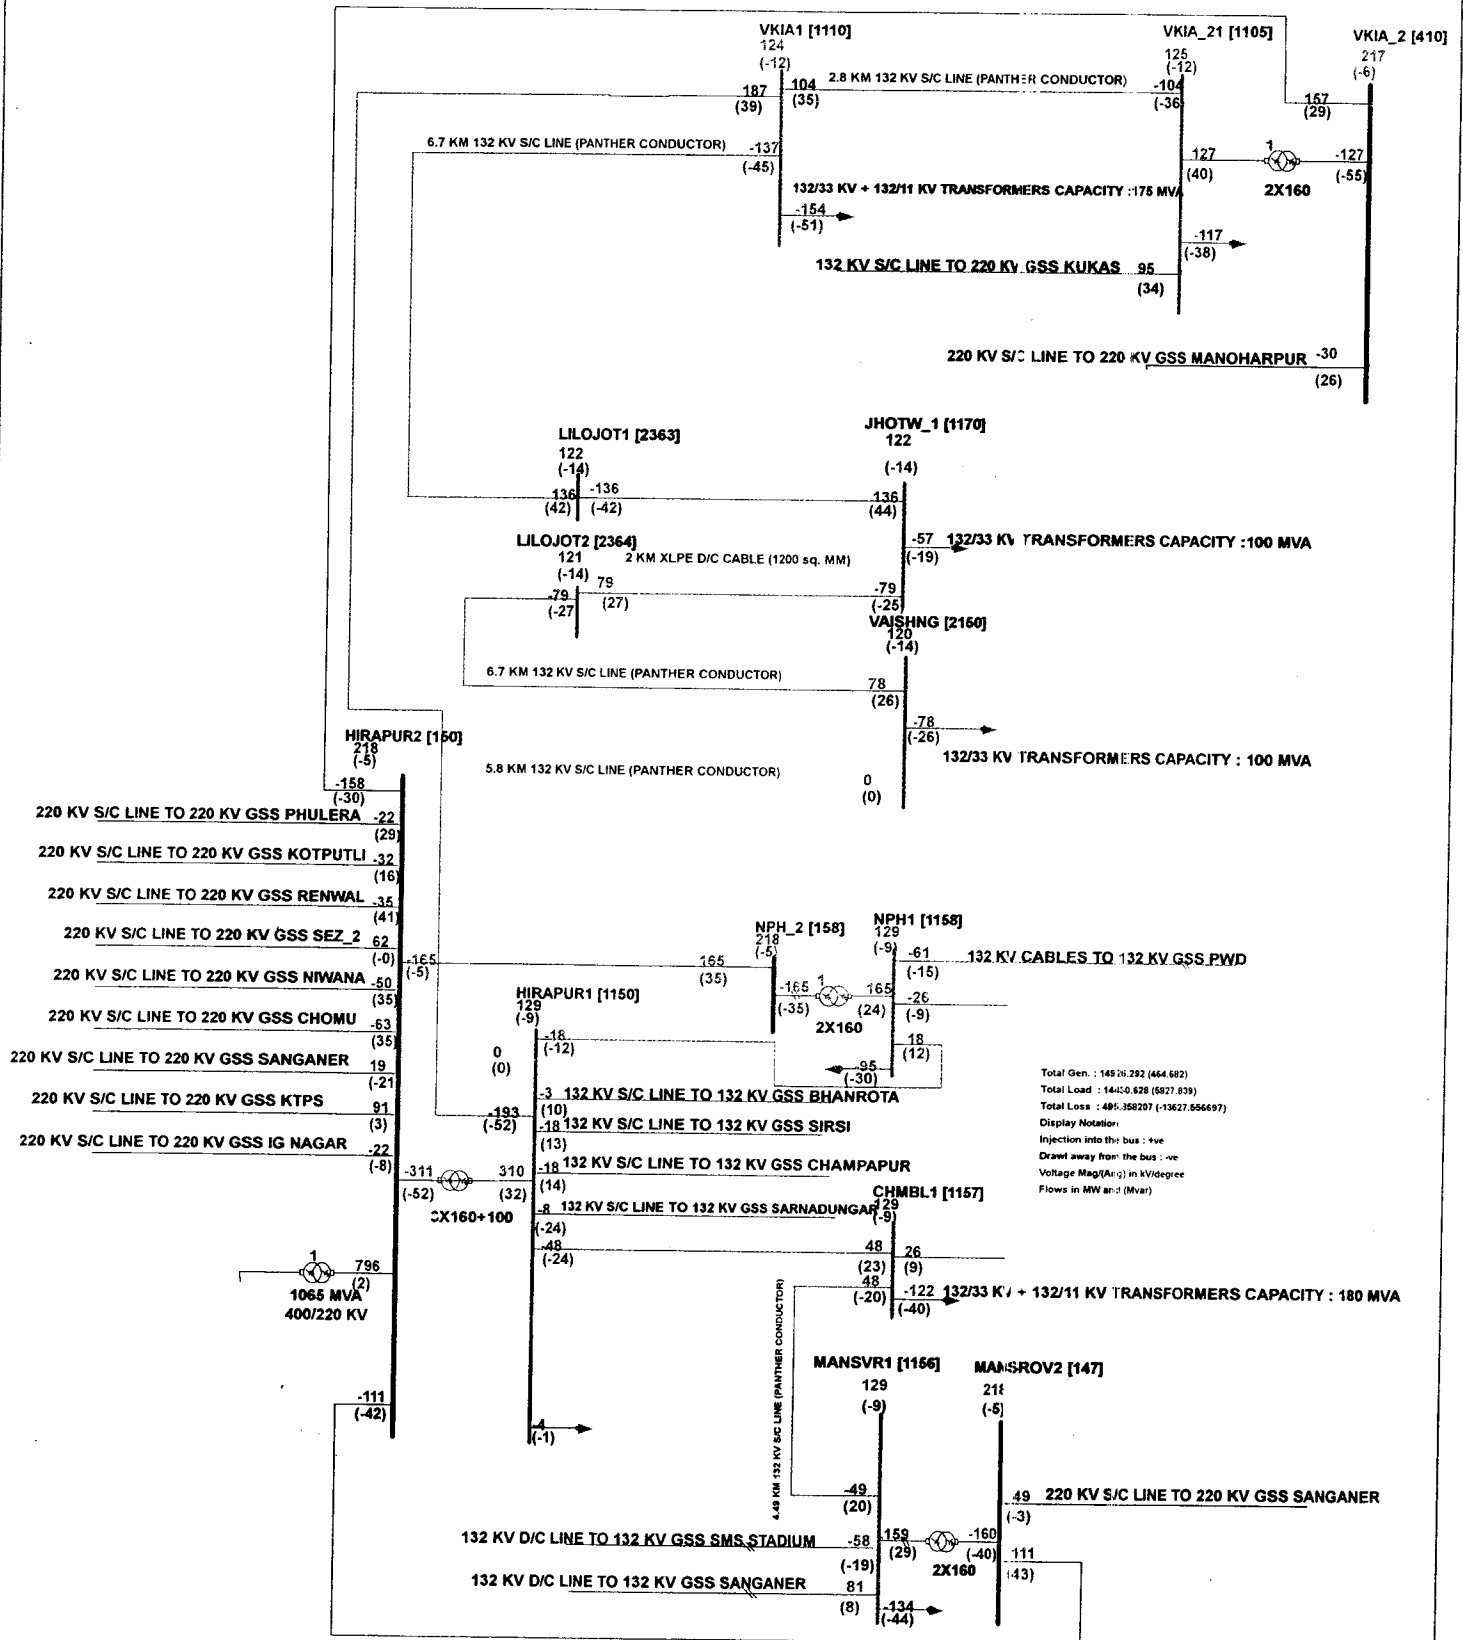 VKIA1 [1110]
124
(-12)
VKIA_21 [1105]
125
(-12)
VKIA_2 [410]
217
(-6)
187
(39)
104
(35)
2.8 KM 132 KV S/C LINE (PANTHER CONDUCTOR)
-104
(-36
157
(29)
6.7 KM 132 KV S/C LINE (PANTHER CONDUCTOR)
-137
(-45)
127
(40)
1
2X160
-127
(-55)
132/33 KV + 132/11 KV TRANSFORMERS CAPACITY :175 MVA
-154
(-51)
-117
(-38)
132 KV S/C LINE TO 220 KV GSS KUKAS
95
(34)
220 KV S/C LINE TO 220 KV GSS MANOHARPUR
-30
(26)
LILOJOT1 [2363]
122
(-14)
136
(42)
-136
(-42)
JHOTW_1 [1170]
122
(-14)
136
(44)
-57
(-19)
132/33 KV TRANSFORMERS CAPACITY :100 MVA
LILOJOT2 [2364]
121
(-14)
2 KM XLPE D/C CABLE (1200 sq. MM)
79
(27)
-79
(-27
-79
(-25)
VAISHNG [2150]
120
(-14)
6.7 KM 132 KV S/C LINE (PANTHER CONDUCTOR)
78
(26)
-78
(-26)
132/33 KV TRANSFORMERS CAPACITY : 100 MVA
5.8 KM 132 KV S/C LINE (PANTHER CONDUCTOR)
0
(0)
HIRAPUR2 [150]
218
(-5)
-158
(-30)
220 KV S/C LINE TO 220 KV GSS PHULERA
-22
(29)
220 KV S/C LINE TO 220 KV GSS KOTPUTLI
-32
(16)
220 KV S/C LINE TO 220 KV GSS RENWAL
-35
(41)
220 KV S/C LINE TO 220 KV GSS SEZ_2
62
(-0)
-165
(-5)
220 KV S/C LINE TO 220 KV GSS NIWANA
-50
(35)
220 KV S/C LINE TO 220 KV GSS CHOMU
-63
(35)
220 KV S/C LINE TO 220 KV GSS SANGANER
19
(-21
220 KV S/C LINE TO 220 KV GSS KTPS
91
(3)
220 KV S/C LINE TO 220 KV GSS IG NAGAR
-22
(-8)
-311
(-52)
310
(32)
3X160+100
1
1065 MVA
400/220 KV
796
(2)
-111
(-42)
NPH_2 [158]
218
(-5)
165
(35)
-165
(-35)
1
2X160
165
(24)
NPH1 [1158]
129
(-9)
-61
(-15)
132 KV CABLES TO 132 KV GSS PWD
-26
(-9)
18
(12)
-95
(-30)
HIRAPUR1 [1150]
129
(-9)
0
(0)
-18
(-12)
-193
(-52)
-3
(10)
132 KV S/C LINE TO 132 KV GSS BHANROTA
-18
(13)
132 KV S/C LINE TO 132 KV GSS SIRSI
-18
(14)
132 KV S/C LINE TO 132 KV GSS CHAMPAPUR
-8
(-24)
132 KV S/C LINE TO 132 KV GSS SARNADUNGAR
-48
(-24)
-4
(-1)
Total Load : 14430.628 (5927.839)
Display Notation
Injection into the bus : +ve
Drawl away from the bus : -ve
Voltage Mag/(Ang) in kV/degree
Flows in MW and (Mvar)
CHMBL1 [1157]
129
(-9)
48
(23)
26
(9)
48
(-20)
-122
(-40)
132/33 KV + 132/11 KV TRANSFORMERS CAPACITY : 180 MVA
4.49 KM 132 KV S/C LINE (PANTHER CONDUCTOR)
MANSVR1 [1156]
129
(-9)
MANSROV2 [147]
218
(-5)
-49
(20)
49
(-3)
220 KV S/C LINE TO 220 KV GSS SANGANER
132 KV D/C LINE TO 132 KV GSS SMS STADIUM
-58
(-19)
159
(29)
2X160
-160
(-40)
111
(43)
132 KV D/C LINE TO 132 KV GSS SANGANER
81
(8)
-134
(-44)